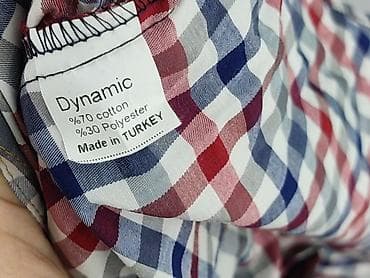 Dynamic
%70 cotton
%30 Polyester
Made in TURKEY